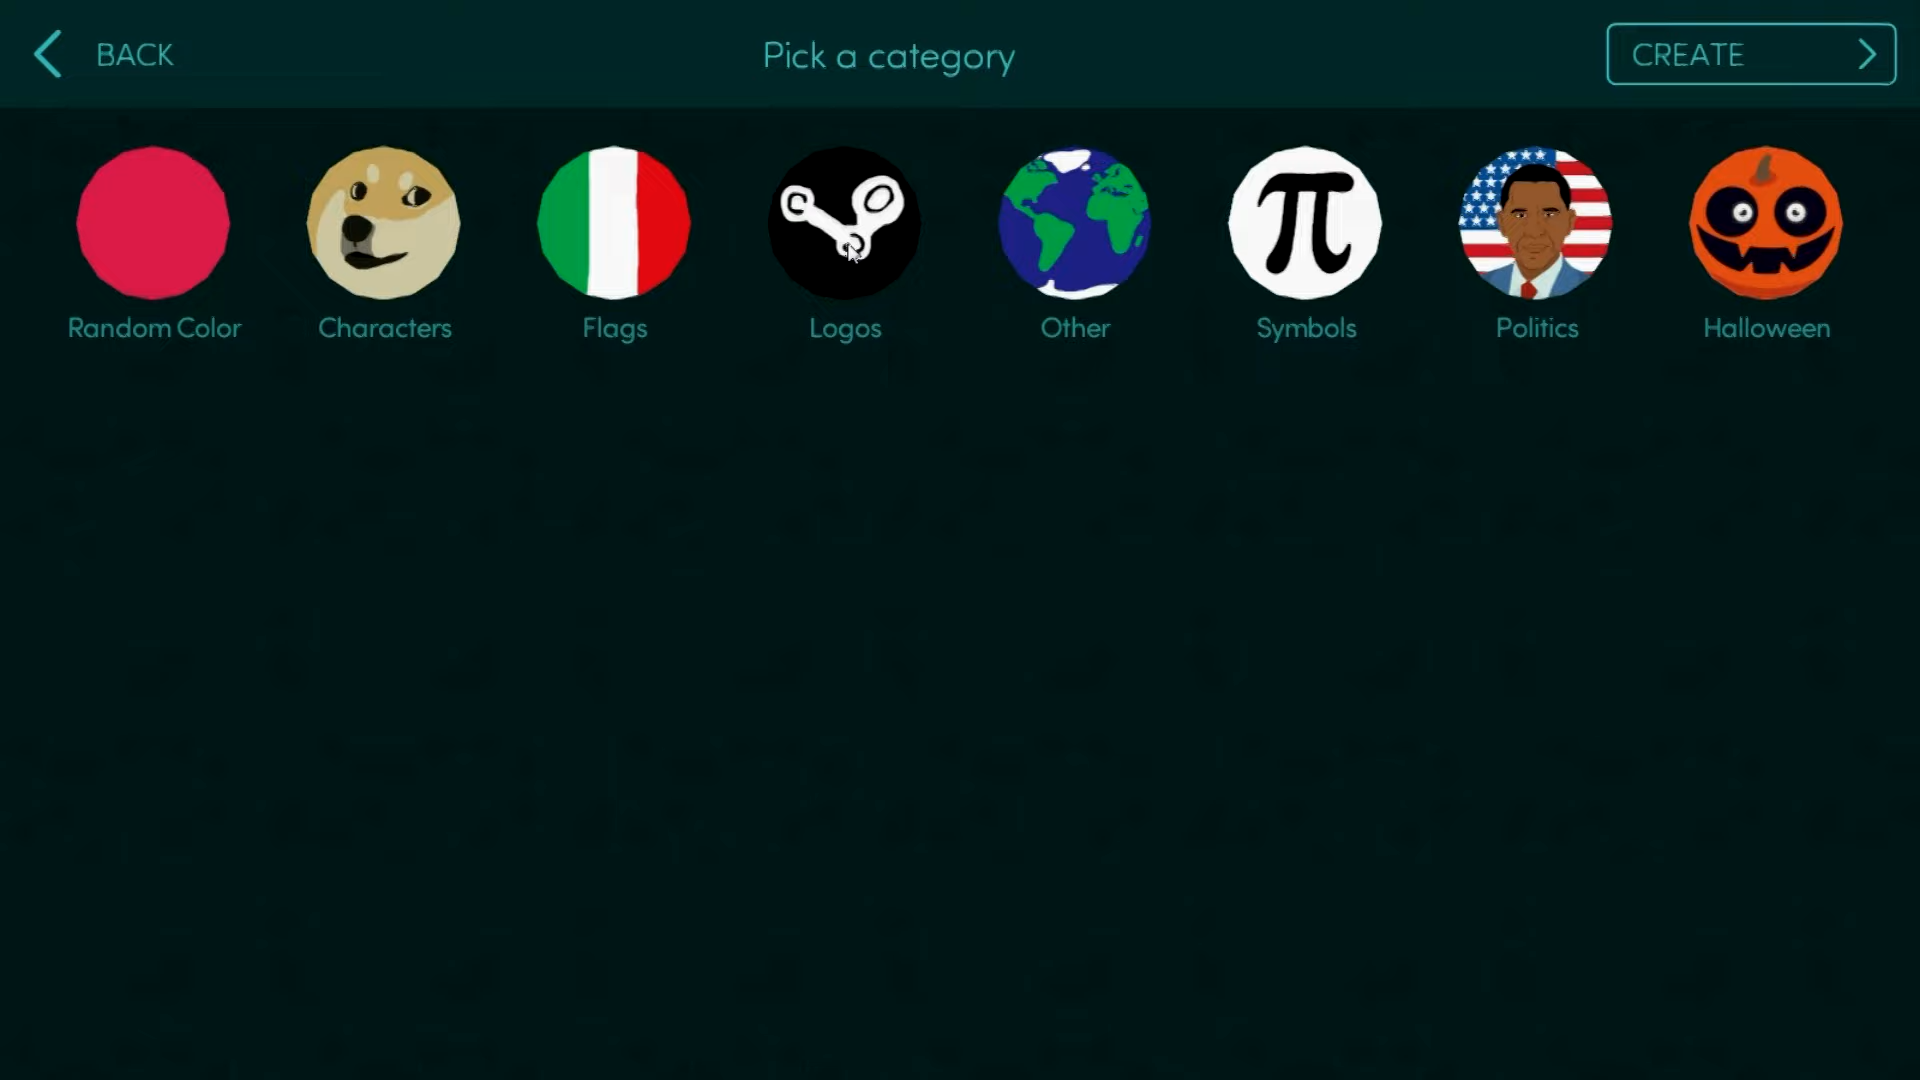 BACK
Pick a category
CREATE
Random Color
Characters
Flags
Logos
Other
Symbols
Politics
Halloween
π